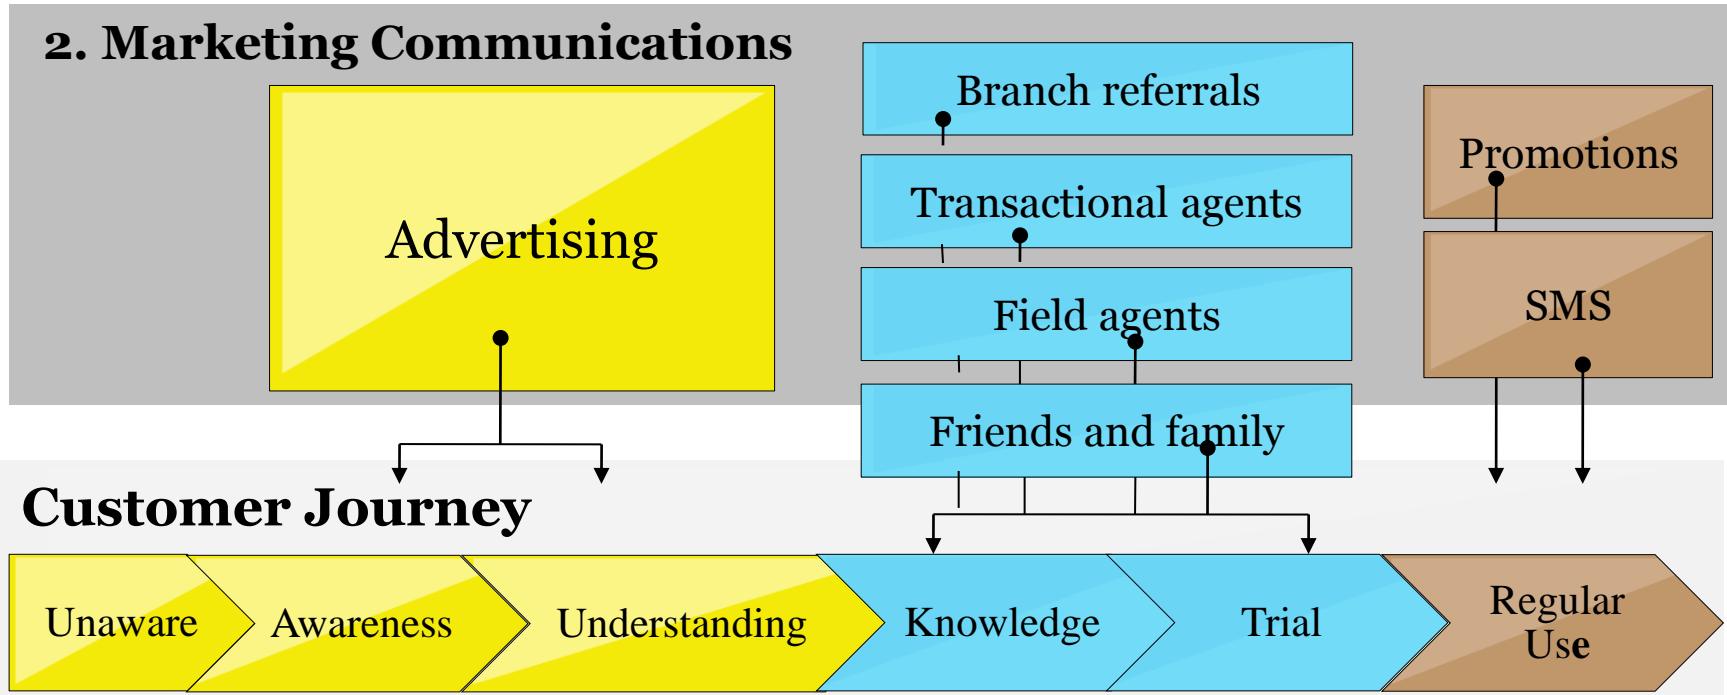 2. Marketing Communications
Advertising
Branch referrals
Transactional agents
Field agents
Friends and family
Promotions
SMS
Customer Journey
Unaware
Awareness
Understanding
Knowledge
Trial
Regular
Use